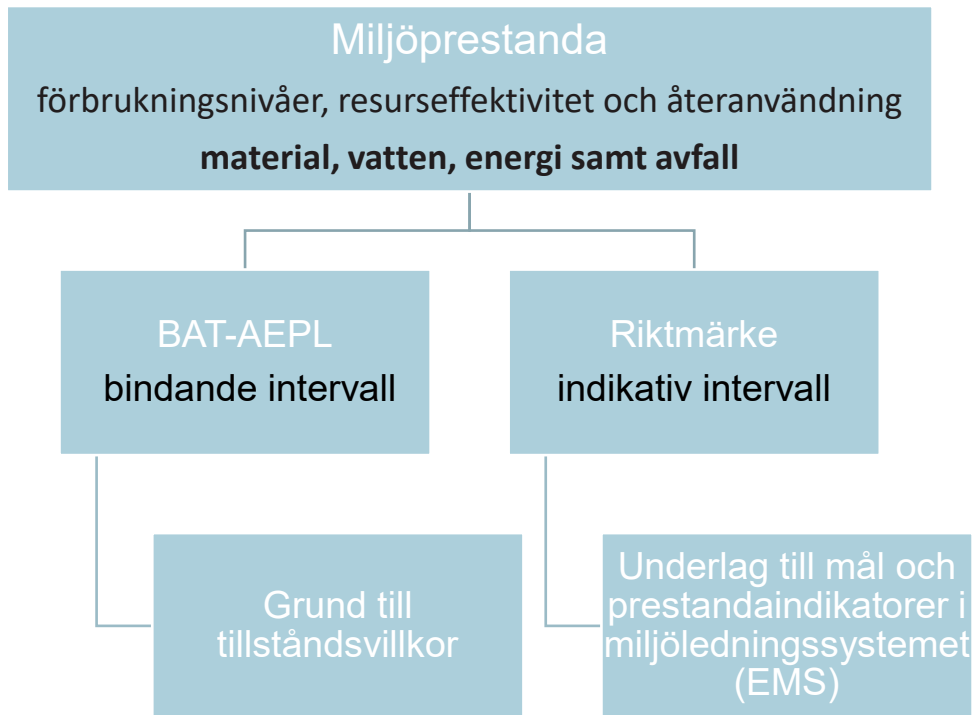 Miljöprestanda
förbrukningsnivåer, resurseffektivitet och återanvändning
material, vatten, energi samt avfall
BAT-AEPL
bindande intervall
Riktmärke
indikativ intervall
Grund till
tillståndsvillkor
Underlag till mål och
prestandaindikatorer i
miljöledningssystemet
(EMS)